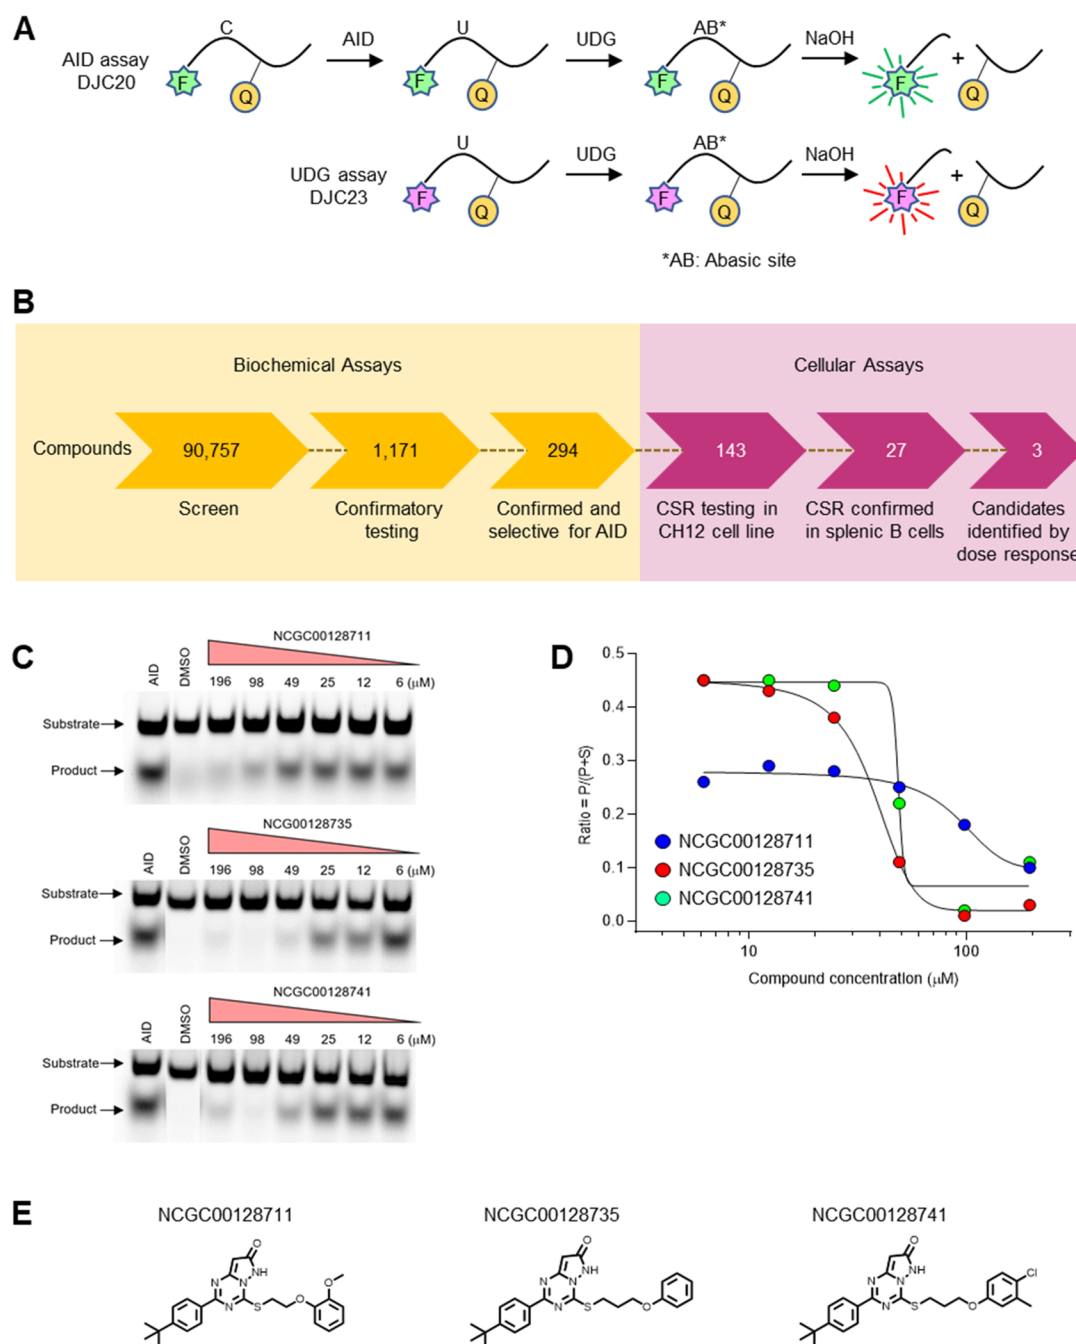 A
AID assay
DJC20
C
F
Q
AID
U
F
Q
UDG
AB*
F
Q
NaOH
F
+
Q
UDG assay
DJC23
U
F
Q
UDG
AB*
F
Q
NaOH
F
+
Q
*AB: Abasic site
B
Biochemical Assays
Cellular Assays
Compounds
90,757
1,171
294
143
27
3
Screen
Confirmatory
testing
Confirmed and
selective for AID
CSR testing in
CH12 cell line
CSR confirmed
in splenic B cells
Candidates
identified by
dose response
C
NCGC00128711
AID
DMSO
196 98 49 25 12 6 (μM)
Substrate
Product
NCG00128735
AID
DMSO
196 98 49 25 12 6 (μM)
Substrate
Product
NCGC00128741
AID
DMSO
196 98 49 25 12 6 (μM)
Substrate
Product
D
0.5
0.4
0.3
0.2
0.1
0.0
Ratio = P/(P+S)
NCGC00128711
NCGC00128735
NCGC00128741
10
100
Compound concentration (μM)
E
NCGC00128711
O
NH
N
N
N
S
O
O
NCGC00128735
O
NH
N
N
N
S
O
NCGC00128741
O
NH
N
N
N
S
O
Cl